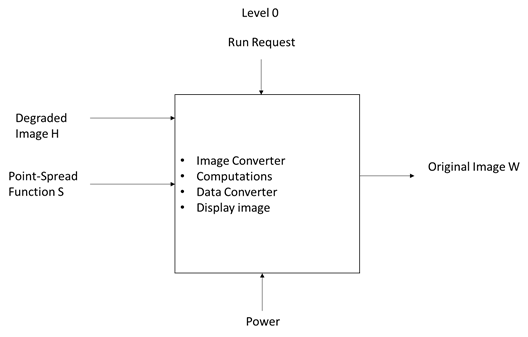 Level 0
Run Request
Degraded
Image H
Point-Spread
Function S
• Image Converter
• Computations
• Data Converter
• Display image
Original Image W
Power